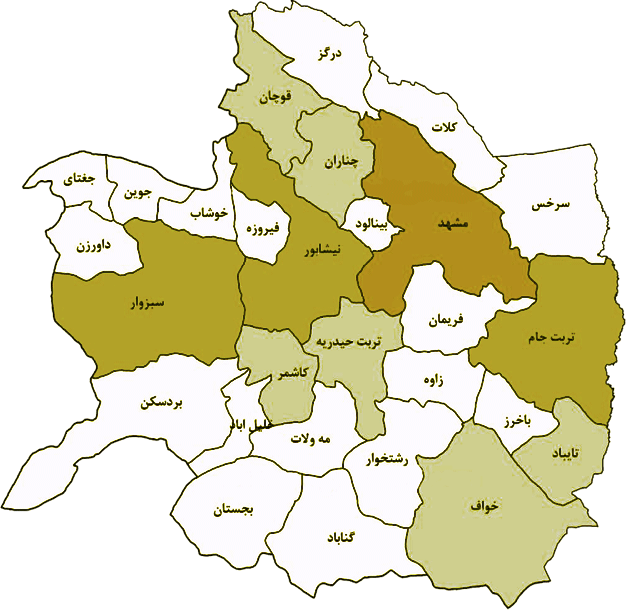 درگز
قوچان
کلات
چناران
جغتای
جوین
خوشاب
فیروزه
بینالود
مشهد
سرخس
داورزن
نیشابور
سبزوار
فریمان
تربت جام
تربت حیدریه
کاشمر
زاوه
بردسکن
خلیل اباد
مه ولات
باخرز
تایباد
رشتخوار
بجستان
گناباد
خواف